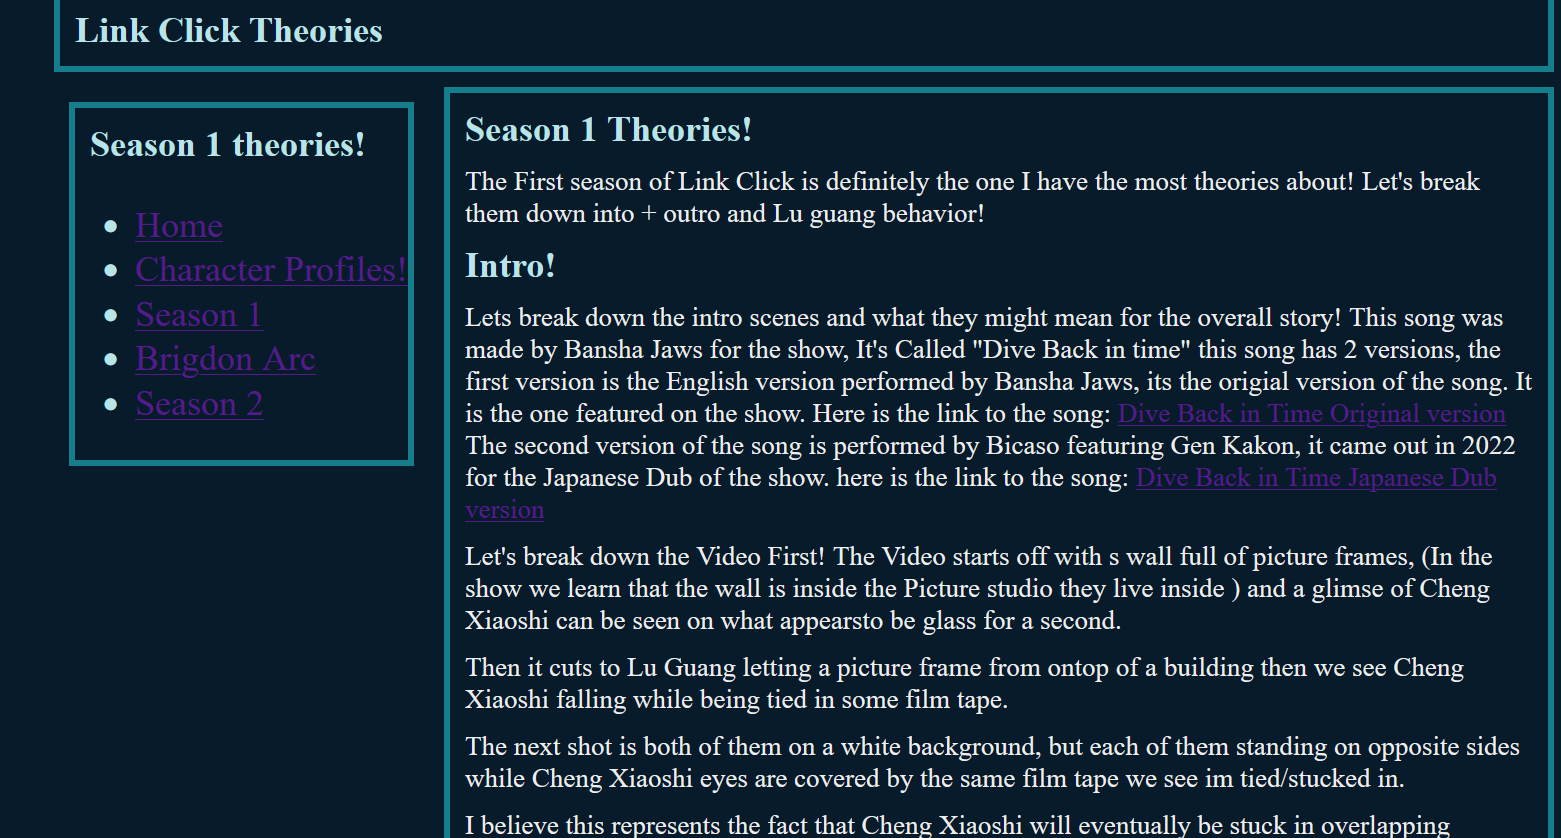 Link Click Theories
Season 1 theories!
Home
Character Profiles!
Season 1
Brigdon Arc
Season 2
Season 1 Theories!
The First season of Link Click is definitely the one I have the most theories about! Let's break
them down into + outro and Lu guang behavior!
Intro!
Lets break down the intro scenes and what they might mean for the overall story! This song was
made by Bansha Jaws for the show, It's Called "Dive Back in time" this song has 2 versions, the
first version is the English version performed by Bansha Jaws, its the origial version of the song. It
is the one featured on the show. Here is the link to the song: Dive Back in Time Original version
The second version of the song is performed by Bicaso featuring Gen Kakon, it came out in 2022
for the Japanese Dub of the show. here is the link to the song: Dive Back in Time Japanese Dub
version
Let's break down the Video First! The Video starts off with s wall full of picture frames, (In the
show we learn that the wall is inside the Picture studio they live inside ) and a glimse of Cheng
Xiaoshi can be seen on what appearsto be glass for a second.
Then it cuts to Lu Guang letting a picture frame from ontop of a building then we see Cheng
Xiaoshi falling while being tied in some film tape.
The next shot is both of them on a white background, but each of them standing on opposite sides
while Cheng Xiaoshi eyes are covered by the same film tape we see im tied/stucked in.
I believe this represents the fact that Cheng Xiaoshi will eventually be stuck in overlapping